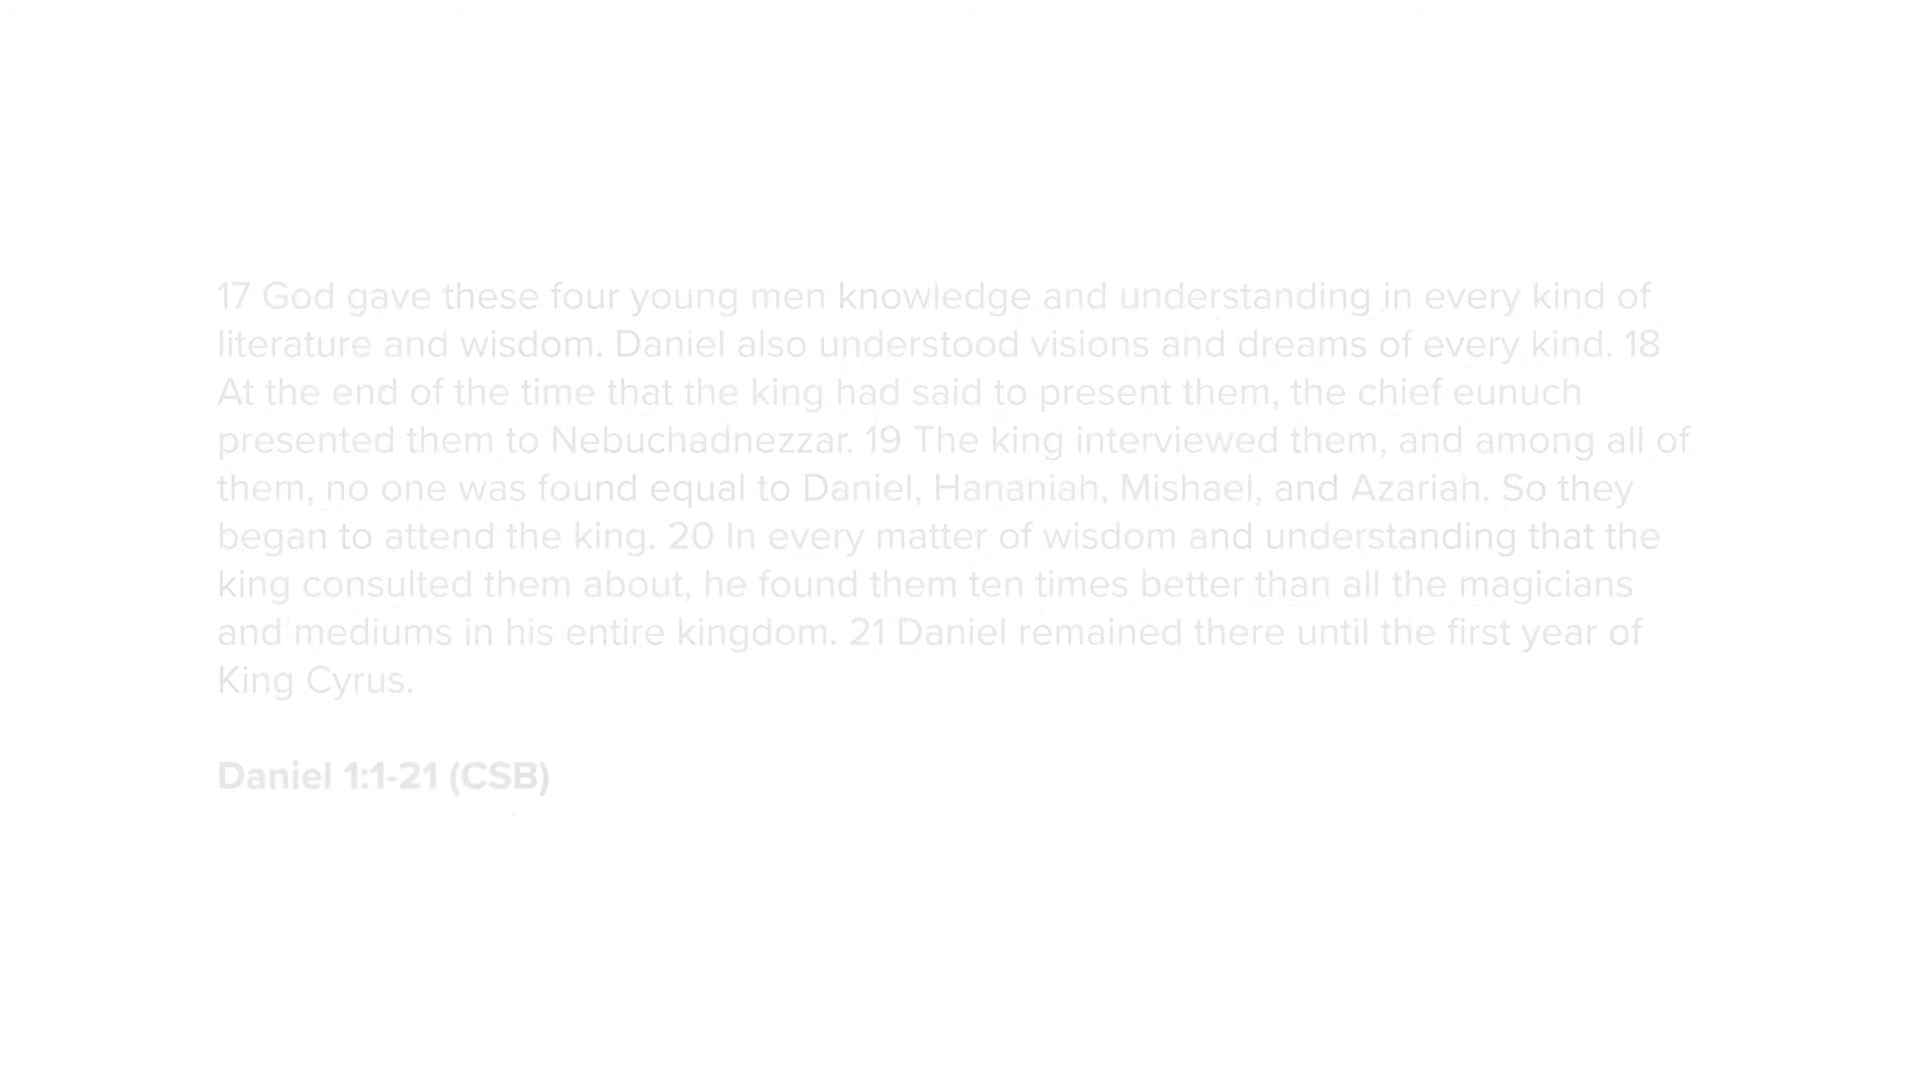 17 God gave these four young men knowledge and understanding in every kind of
literature and wisdom. Daniel also understood visions and dreams of every kind. 18
At the end of the time that the king had said to present them, the chief eunuch
presented them to Nebuchadnezzar. 19 The king interviewed them, and among all of
them, no one was found equal to Daniel, Hananiah, Mishael, and Azariah. So they
began to attend the king. 20 In every matter of wisdom and understanding that the
king consulted them about, he found them ten times better than all the magicians
and mediums in his entire kingdom. 21 Daniel remained there until the first year of
King Cyrus.
Daniel 1:1-21 (CSB)